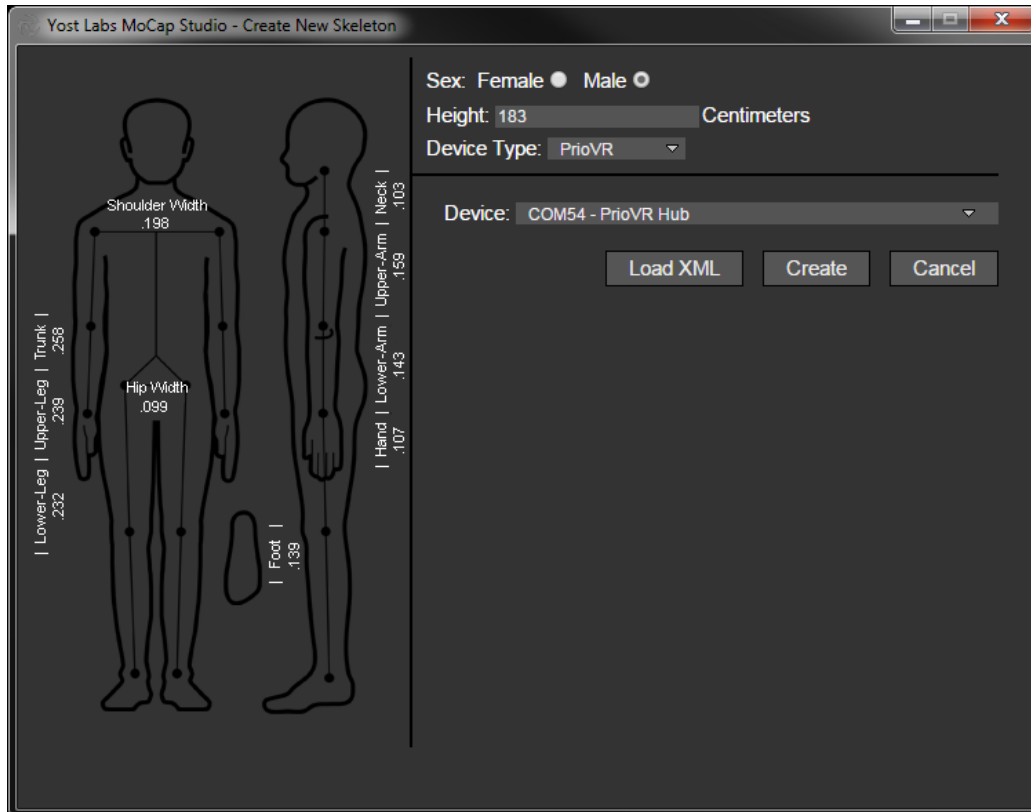 Yost Labs MoCap Studio - Create New Skeleton
Sex: Female Male
Height: 183 Centimeters
Device Type: PrioVR
Device: COM54 - PrioVR Hub
Load XML Create Cancel
Shoulder Width
.198
Hip Width
.099
| Lower-Leg | Upper-Leg | Trunk |
.232 .239 .258
| Foot |
.139
| Hand | Lower-Arm | Upper-Arm | Neck |
.107 .143 .159 .103